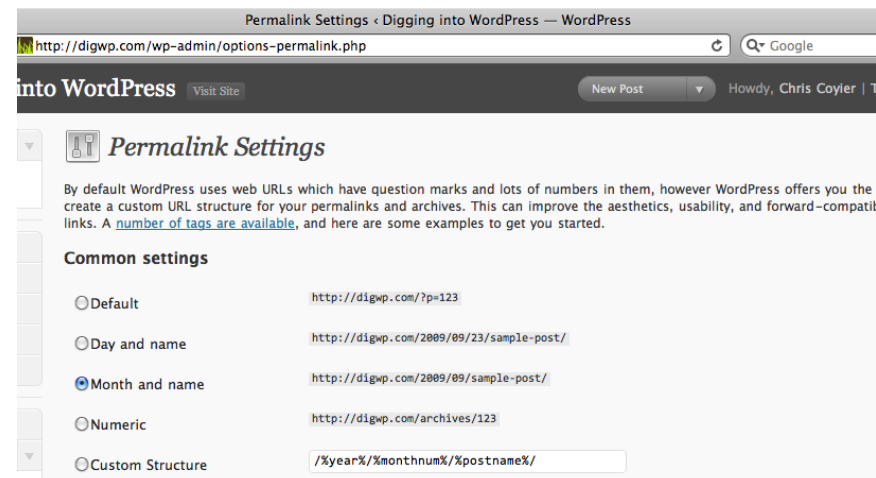 Permalink Settings ‹ Digging into WordPress — WordPress
http://digwp.com/wp-admin/options-permalink.php
Google
into WordPress Visit Site New Post Howdy, Chris Coyier | T
Permalink Settings
By default WordPress uses web URLs which have question marks and lots of numbers in them, however WordPress offers you the
create a custom URL structure for your permalinks and archives. This can improve the aesthetics, usability, and forward-compatib
links. A number of tags are available, and here are some examples to get you started.
Common settings
Default http://digwp.com/?p=123
Day and name http://digwp.com/2009/09/23/sample-post/
Month and name http://digwp.com/2009/09/sample-post/
Numeric http://digwp.com/archives/123
Custom Structure /%year%/%monthnum%/%postname%/